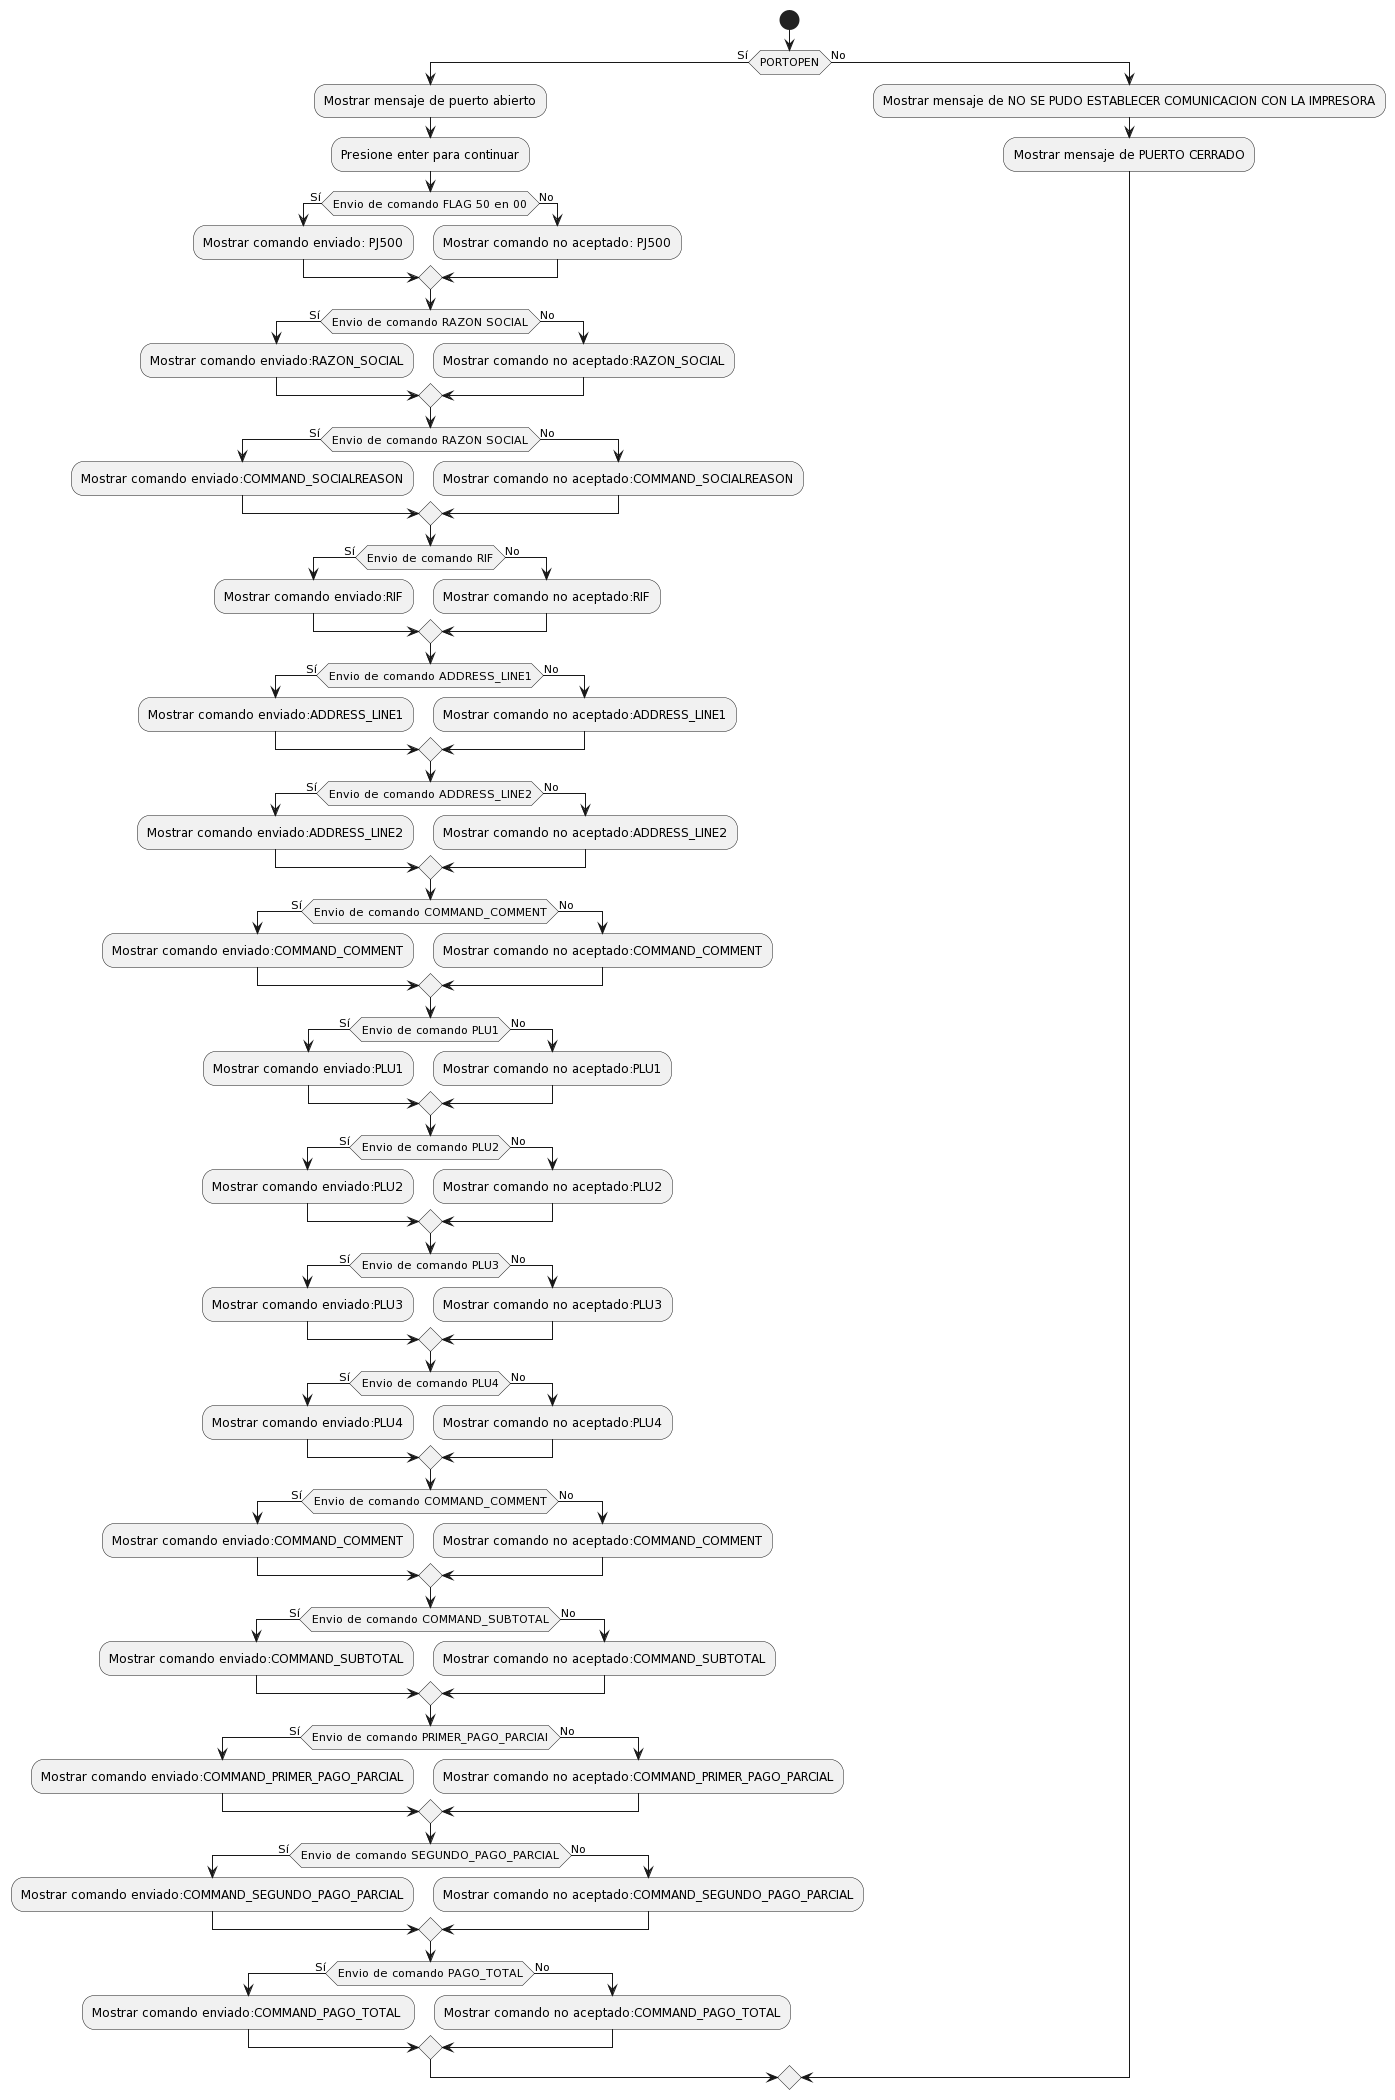 Sí
PORTOPEN
No
Mostrar mensaje de puerto abierto
Mostrar mensaje de NO SE PUDO ESTABLECER COMUNICACION CON LA IMPRESORA
Presione enter para continuar
Mostrar mensaje de PUERTO CERRADO
Sí
Envio de comando FLAG 50 en 00
No
Mostrar comando enviado: PJ500
Mostrar comando no aceptado: PJ500
Sí
Envio de comando RAZON SOCIAL
No
Mostrar comando enviado:RAZON_SOCIAL
Mostrar comando no aceptado:RAZON_SOCIAL
Sí
Envio de comando RAZON SOCIAL
No
Mostrar comando enviado:COMMAND_SOCIALREASON
Mostrar comando no aceptado:COMMAND_SOCIALREASON
Sí
Envio de comando RIF
No
Mostrar comando enviado:RIF
Mostrar comando no aceptado:RIF
Sí
Envio de comando ADDRESS_LINE1
No
Mostrar comando enviado:ADDRESS_LINE1
Mostrar comando no aceptado:ADDRESS_LINE1
Sí
Envio de comando ADDRESS_LINE2
No
Mostrar comando enviado:ADDRESS_LINE2
Mostrar comando no aceptado:ADDRESS_LINE2
Sí
Envio de comando COMMAND_COMMENT
No
Mostrar comando enviado:COMMAND_COMMENT
Mostrar comando no aceptado:COMMAND_COMMENT
Sí
Envio de comando PLU1
No
Mostrar comando enviado:PLU1
Mostrar comando no aceptado:PLU1
Sí
Envio de comando PLU2
No
Mostrar comando enviado:PLU2
Mostrar comando no aceptado:PLU2
Sí
Envio de comando PLU3
No
Mostrar comando enviado:PLU3
Mostrar comando no aceptado:PLU3
Sí
Envio de comando PLU4
No
Mostrar comando enviado:PLU4
Mostrar comando no aceptado:PLU4
Sí
Envio de comando COMMAND_COMMENT
No
Mostrar comando enviado:COMMAND_COMMENT
Mostrar comando no aceptado:COMMAND_COMMENT
Sí
Envio de comando COMMAND_SUBTOTAL
No
Mostrar comando enviado:COMMAND_SUBTOTAL
Mostrar comando no aceptado:COMMAND_SUBTOTAL
Sí
Envio de comando PRIMER_PAGO_PARCIAl
No
Mostrar comando enviado:COMMAND_PRIMER_PAGO_PARCIAL
Mostrar comando no aceptado:COMMAND_PRIMER_PAGO_PARCIAL
Sí
Envio de comando SEGUNDO_PAGO_PARCIAL
No
Mostrar comando enviado:COMMAND_SEGUNDO_PAGO_PARCIAL
Mostrar comando no aceptado:COMMAND_SEGUNDO_PAGO_PARCIAL
Sí
Envio de comando PAGO_TOTAL
No
Mostrar comando enviado:COMMAND_PAGO_TOTAL
Mostrar comando no aceptado:COMMAND_PAGO_TOTAL